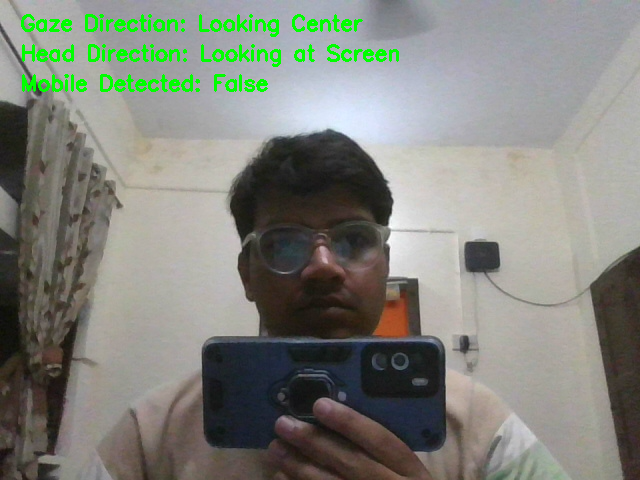 Gaze Direction: Looking Center
Head Direction: Looking at Screen
Mobile Detected: False